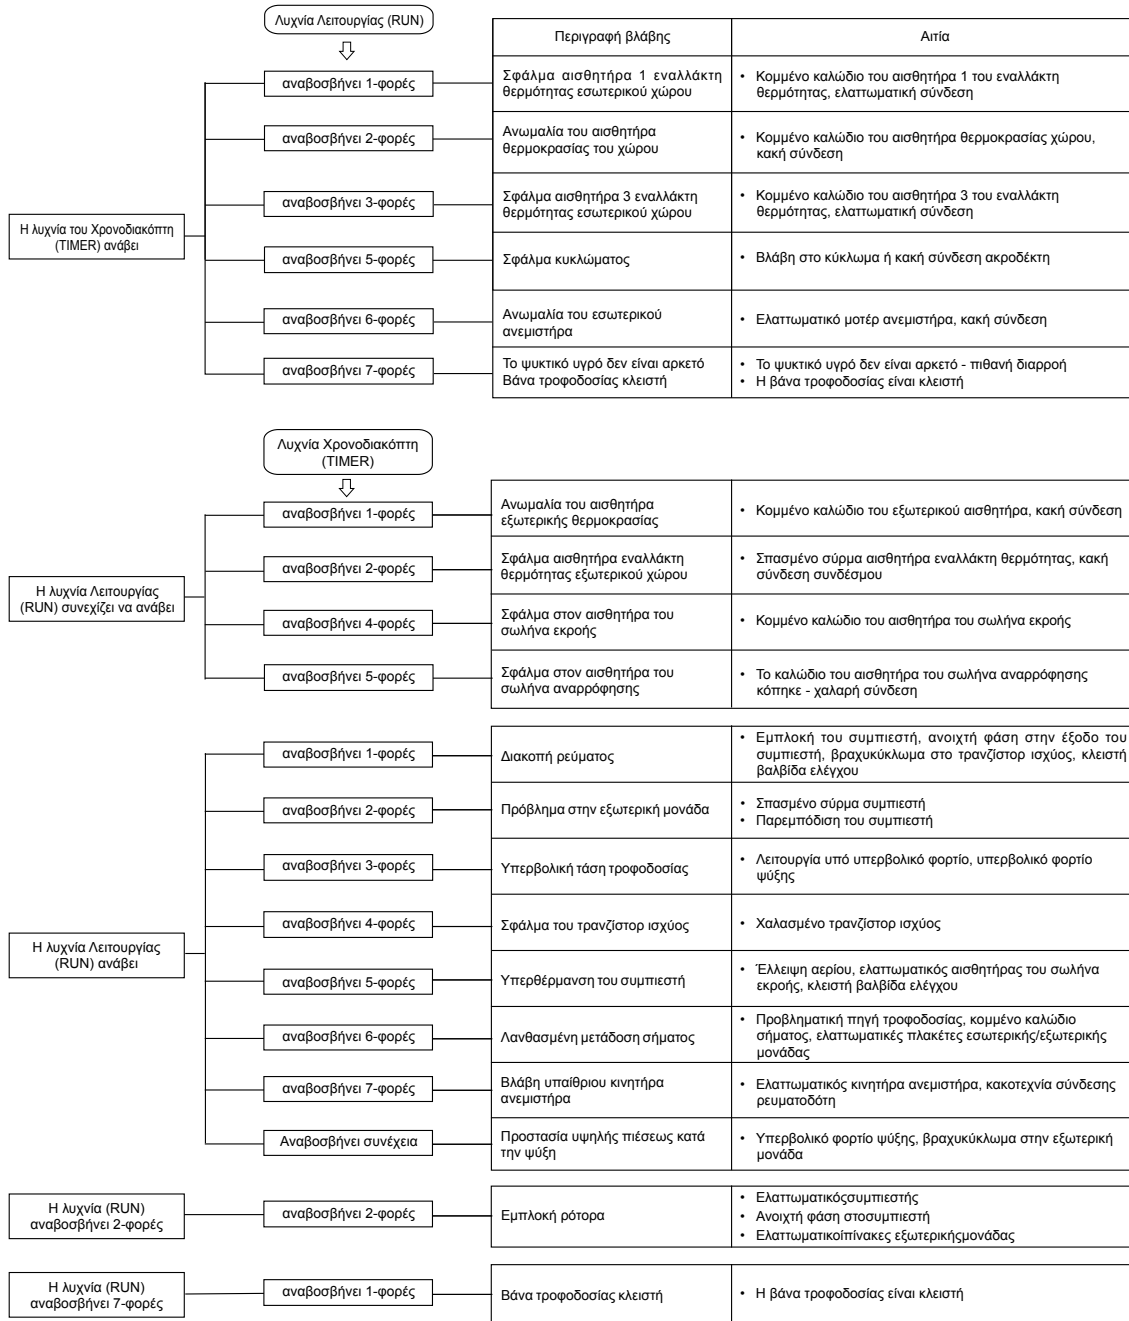 Λυχνία Λειτουργίας (RUN)
Περιγραφή βλάβης
Αιτία
Η λυχνία του Χρονοδιακόπτη
(TIMER) ανάβει
αναβοσβήνει 1-φορές
Σφάλμα αισθητήρα 1 εναλλάκτη
θερμότητας εσωτερικού χώρου
• Κομμένο καλώδιο του αισθητήρα 1 του εναλλάκτη
θερμότητας, ελαττωματική σύνδεση
αναβοσβήνει 2-φορές
Ανωμαλία του αισθητήρα
θερμοκρασίας του χώρου
• Κομμένο καλώδιο του αισθητήρα θερμοκρασίας χώρου,
κακή σύνδεση
αναβοσβήνει 3-φορές
Σφάλμα αισθητήρα 3 εναλλάκτη
θερμότητας εσωτερικού χώρου
• Κομμένο καλώδιο του αισθητήρα 3 του εναλλάκτη
θερμότητας, ελαττωματική σύνδεση
αναβοσβήνει 5-φορές
Σφάλμα κυκλώματος
• Βλάβη στο κύκλωμα ή κακή σύνδεση ακροδέκτη
αναβοσβήνει 6-φορές
Ανωμαλία του εσωτερικού
ανεμιστήρα
• Ελαττωματικό μοτέρ ανεμιστήρα, κακή σύνδεση
αναβοσβήνει 7-φορές
Το ψυκτικό υγρό δεν είναι αρκετό
Βάνα τροφοδοσίας κλειστή
• Το ψυκτικό υγρό δεν είναι αρκετό - πιθανή διαρροή
• Η βάνα τροφοδοσίας είναι κλειστή
Λυχνία Χρονοδιακόπτη
(TIMER)
Η λυχνία Λειτουργίας
(RUN) συνεχίζει να ανάβει
αναβοσβήνει 1-φορές
Ανωμαλία του αισθητήρα
εξωτερικής θερμοκρασίας
• Κομμένο καλώδιο του εξωτερικού αισθητήρα, κακή σύνδεση
αναβοσβήνει 2-φορές
Σφάλμα αισθητήρα εναλλάκτη
θερμότητας εξωτερικού χώρου
• Σπασμένο σύρμα αισθητήρα εναλλάκτη θερμότητας, κακή
σύνδεση συνδέσμου
αναβοσβήνει 4-φορές
Σφάλμα στον αισθητήρα του
σωλήνα εκροής
• Κομμένο καλώδιο του αισθητήρα του σωλήνα εκροής
αναβοσβήνει 5-φορές
Σφάλμα στον αισθητήρα του
σωλήνα αναρρόφησης
• Το καλώδιο του αισθητήρα του σωλήνα αναρρόφησης
κόπηκε - χαλαρή σύνδεση
Η λυχνία Λειτουργίας
(RUN) ανάβει
αναβοσβήνει 1-φορές
Διακοπή ρεύματος
• Εμπλοκή του συμπιεστή, ανοιχτή φάση στην έξοδο του
συμπιεστή, βραχυκύκλωμα στο τρανζίστορ ισχύος, κλειστή
βαλβίδα ελέγχου
αναβοσβήνει 2-φορές
Πρόβλημα στην εξωτερική μονάδα
• Σπασμένο σύρμα συμπιεστή
• Παρεμπόδιση του συμπιεστή
αναβοσβήνει 3-φορές
Υπερβολική τάση τροφοδοσίας
• Λειτουργία υπό υπερβολικό φορτίο, υπερβολικό φορτίο
ψύξης
αναβοσβήνει 4-φορές
Σφάλμα του τρανζίστορ ισχύος
• Χαλασμένο τρανζίστορ ισχύος
αναβοσβήνει 5-φορές
Υπερθέρμανση του συμπιεστή
• Έλλειψη αερίου, ελαττωματικός αισθητήρας του σωλήνα
εκροής, κλειστή βαλβίδα ελέγχου
αναβοσβήνει 6-φορές
Λανθασμένη μετάδοση σήματος
• Προβληματική πηγή τροφοδοσίας, κομμένο καλώδιο
σήματος, ελαττωματικές πλακέτες εσωτερικής/εξωτερικής
μονάδας
αναβοσβήνει 7-φορές
Βλάβη υπαίθριου κινητήρα
ανεμιστήρα
• Ελαττωματικός κινητήρα ανεμιστήρα, κακοτεχνία σύνδεσης
ρευματοδότη
Αναβοσβήνει συνέχεια
Προστασία υψηλής πιέσεως κατά
την ψύξη
• Υπερβολικό φορτίο ψύξης, βραχυκύκλωμα στην εξωτερική
μονάδα
Η λυχνία (RUN)
αναβοσβήνει 2-φορές
αναβοσβήνει 2-φορές
Εμπλοκή ρότορα
• Ελαττωματικόςσυμπιεστής
• Ανοιχτή φάση στοσυμπιεστή
• Ελαττωματικοίπίνακες εξωτερικήςμονάδας
Η λυχνία (RUN)
αναβοσβήνει 7-φορές
αναβοσβήνει 1-φορές
Βάνα τροφοδοσίας κλειστή
• Η βάνα τροφοδοσίας είναι κλειστή